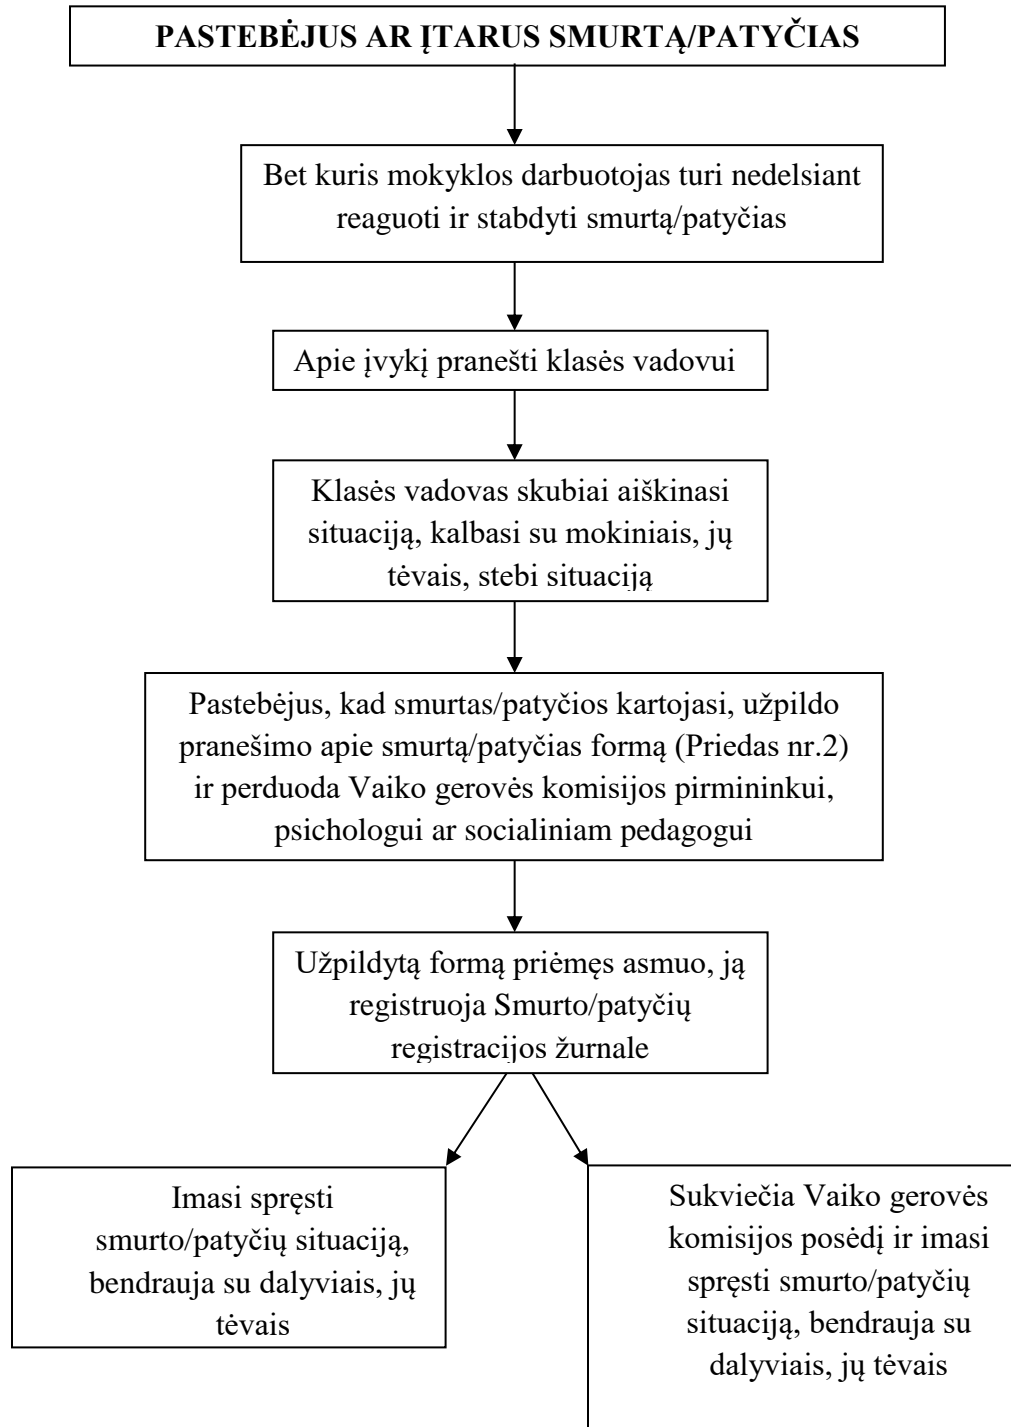 PASTEBĖJUS AR ĮTARUS SMURTĄ/PATYČIAS
Bet kuris mokyklos darbuotojas turi nedelsiant
reaguoti ir stabdyti smurtą/patyčias
Apie įvykį pranešti klasės vadovui
Klasės vadovas skubiai aiškinasi
situaciją, kalbasi su mokiniais, jų
tėvais, stebi situaciją
Pastebėjus, kad smurtas/patyčios kartojasi, užpildo
pranešimo apie smurtą/patyčias formą (Priedas nr.2)
ir perduoda Vaiko gerovės komisijos pirmininkui,
psichologui ar socialiniam pedagogui
Užpildytą formą priėmęs asmuo, ją
registruoja Smurto/patyčių
registracijos žurnale
Imasi spręsti
smurto/patyčių situaciją,
bendrauja su dalyviais, jų
tėvais
Sukviečia Vaiko gerovės
komisijos posėdį ir imasi
spręsti smurto/patyčių
situaciją, bendrauja su
dalyviais, jų tėvais